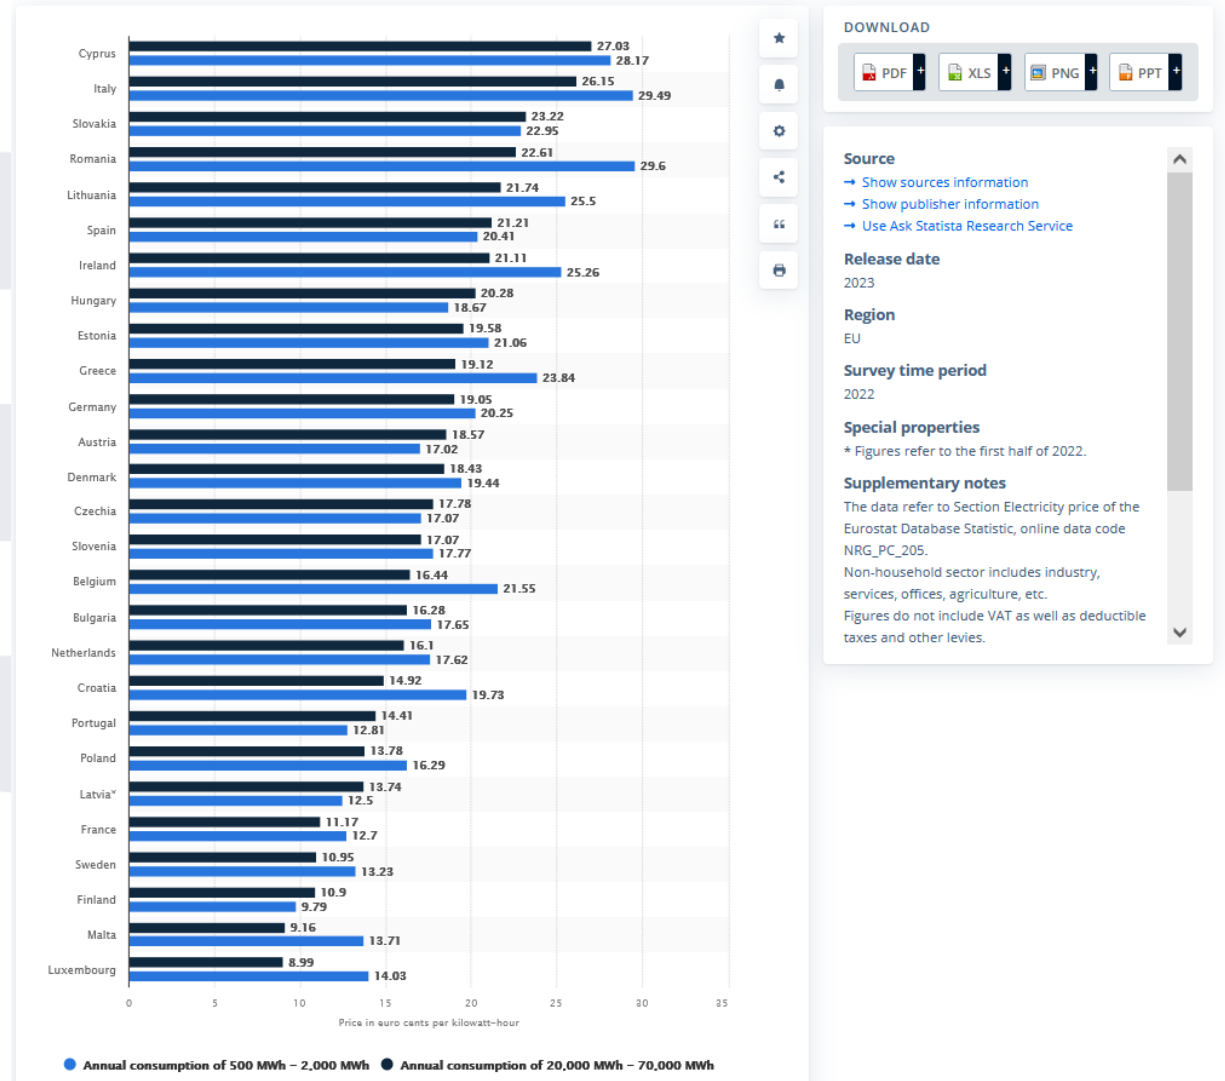 Cyprus
27.03
28.17
Italy
26.15
29.49
Slovakia
23.22
22.95
Romania
22.61
29.6
Lithuania
21.74
25.5
Spain
21.21
20.41
Ireland
21.11
25.26
Hungary
20.28
18.67
Estonia
19.58
21.06
Greece
19.12
23.84
Germany
19.05
20.25
Austria
18.57
17.02
Denmark
18.43
19.44
Czechia
17.78
17.07
Slovenia
17.07
17.77
Belgium
16.44
21.55
Bulgaria
16.28
17.65
Netherlands
16.1
17.62
Croatia
14.92
19.73
Portugal
14.41
12.81
Poland
13.78
16.29
Latvia*
13.74
12.5
France
11.17
12.7
Sweden
10.95
13.23
Finland
10.9
9.79
Malta
9.16
13.71
Luxembourg
8.99
14.03
0 5 10 15 20 25 30 35
Price in euro cents per kilowatt-hour
Annual consumption of 500 MWh – 2,000 MWh Annual consumption of 20,000 MWh – 70,000 MWh
DOWNLOAD
PDF + XLS + PNG + PPT +
Source
→ Show sources information
→ Show publisher information
→ Use Ask Statista Research Service
Release date
2023
Region
EU
Survey time period
2022
Special properties
* Figures refer to the first half of 2022.
Supplementary notes
The data refer to Section Electricity price of the
Eurostat Database Statistic, online data code
NRG_PC_205.
Non-household sector includes industry,
services, offices, agriculture, etc.
Figures do not include VAT as well as deductible
taxes and other levies.